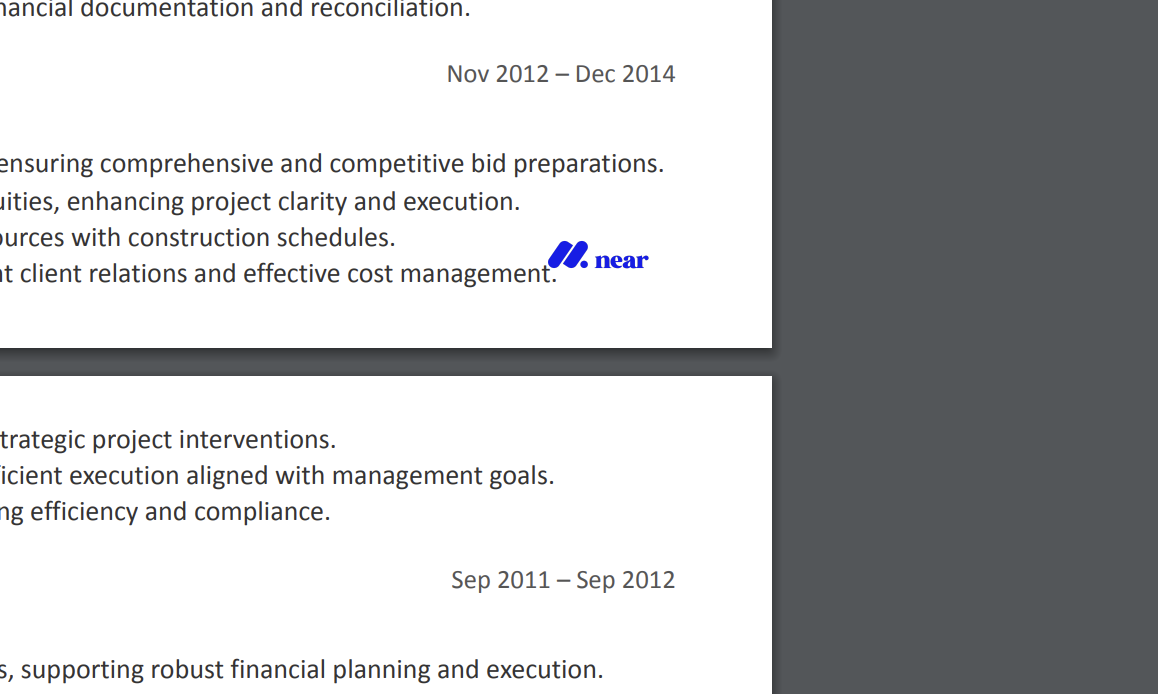 nancial documentation and reconciliation.
Nov 2012 – Dec 2014
ensuring comprehensive and competitive bid preparations.
uities, enhancing project clarity and execution.
ources with construction schedules.
nt client relations and effective cost management.
near
trategic project interventions.
ficient execution aligned with management goals.
ng efficiency and compliance.
Sep 2011 – Sep 2012
s, supporting robust financial planning and execution.